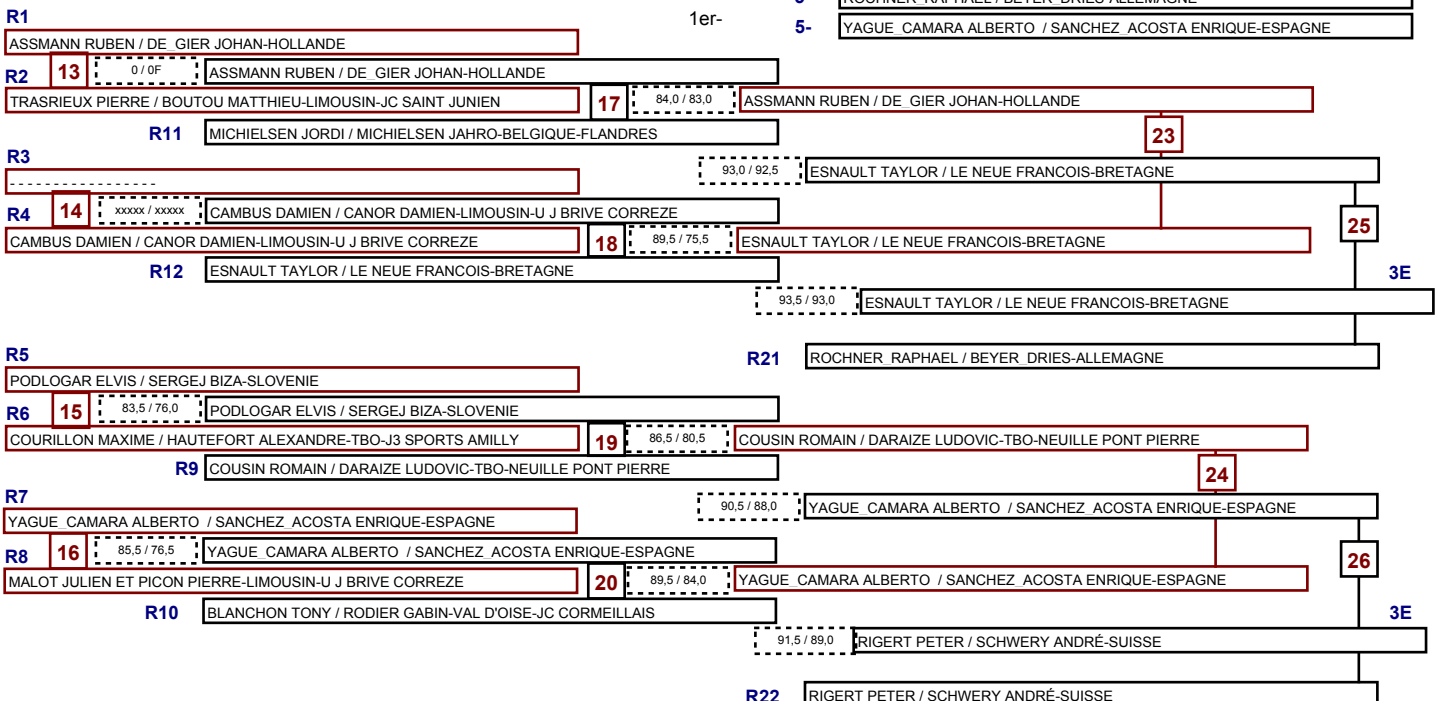 ROCHNER_RAPHAEL / BEYER_DRIES-ALLEMAGNE
R1
1er-
5-
YAGUE_CAMARA ALBERTO / SANCHEZ_ACOSTA ENRIQUE-ESPAGNE
ASSMANN RUBEN / DE_GIER JOHAN-HOLLANDE
R2
13
0 / 0F
ASSMANN RUBEN / DE_GIER JOHAN-HOLLANDE
TRASRIEUX PIERRE / BOUTOU MATTHIEU-LIMOUSIN-JC SAINT JUNIEN
17
84,0 / 83,0
ASSMANN RUBEN / DE_GIER JOHAN-HOLLANDE
R11
MICHIELSEN JORDI / MICHIELSEN JAHRO-BELGIQUE-FLANDRES
23
R3
93,0 / 92,5
ESNAULT TAYLOR / LE NEUE FRANCOIS-BRETAGNE
- - - - - - - - - - - - - - - -
R4
14
xxxxx / xxxxx
CAMBUS DAMIEN / CANOR DAMIEN-LIMOUSIN-U J BRIVE CORREZE
25
CAMBUS DAMIEN / CANOR DAMIEN-LIMOUSIN-U J BRIVE CORREZE
18
89,5 / 75,5
ESNAULT TAYLOR / LE NEUE FRANCOIS-BRETAGNE
R12
ESNAULT TAYLOR / LE NEUE FRANCOIS-BRETAGNE
3E
93,5 / 93,0
ESNAULT TAYLOR / LE NEUE FRANCOIS-BRETAGNE
R5
R21
ROCHNER_RAPHAEL / BEYER_DRIES-ALLEMAGNE
PODLOGAR ELVIS / SERGEJ BIZA-SLOVENIE
R6
15
83,5 / 76,0
PODLOGAR ELVIS / SERGEJ BIZA-SLOVENIE
COURILLON MAXIME / HAUTEFORT ALEXANDRE-TBO-J3 SPORTS AMILLY
19
86,5 / 80,5
COUSIN ROMAIN / DARAIZE LUDOVIC-TBO-NEUILLE PONT PIERRE
R9
COUSIN ROMAIN / DARAIZE LUDOVIC-TBO-NEUILLE PONT PIERRE
24
R7
90,5 / 88,0
YAGUE_CAMARA ALBERTO / SANCHEZ_ACOSTA ENRIQUE-ESPAGNE
YAGUE_CAMARA ALBERTO / SANCHEZ_ACOSTA ENRIQUE-ESPAGNE
R8
16
85,5 / 76,5
YAGUE_CAMARA ALBERTO / SANCHEZ_ACOSTA ENRIQUE-ESPAGNE
26
MALOT JULIEN ET PICON PIERRE-LIMOUSIN-U J BRIVE CORREZE
20
89,5 / 84,0
YAGUE_CAMARA ALBERTO / SANCHEZ_ACOSTA ENRIQUE-ESPAGNE
R10
BLANCHON TONY / RODIER GABIN-VAL D'OISE-JC CORMEILLAIS
3E
91,5 / 89,0
RIGERT PETER / SCHWERY ANDRÉ-SUISSE
R22
RIGERT PETER / SCHWERY ANDRÉ-SUISSE